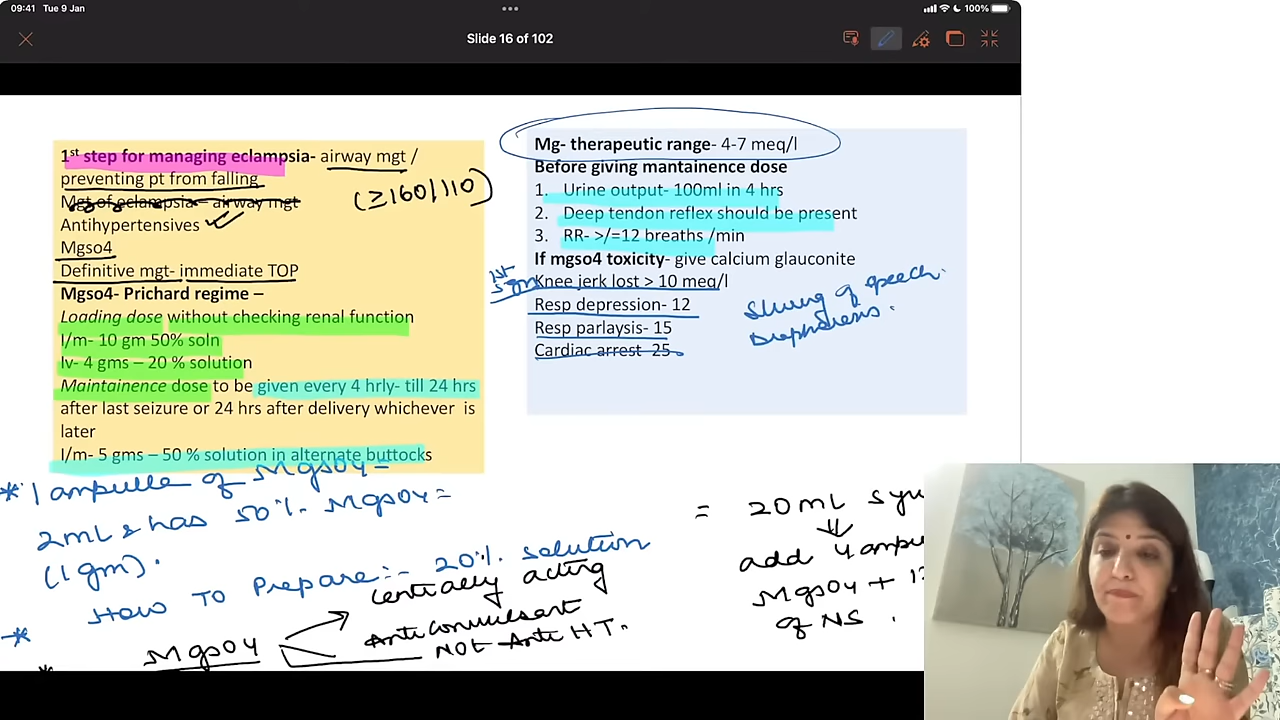 09:41 Tue 9 Jan
100%
Slide 16 of 102
1st step for managing eclampsia- airway mgt /
preventing pt from falling
Mgt of eclampsia – airway mgt
(≥160/110)
Antihypertensives
Mgso4
Definitive mgt- immediate TOP
Mgso4- Prichard regime –
Loading dose without checking renal function
I/m- 10 gm 50% soln
Iv- 4 gms – 20 % solution
Maintainence dose to be given every 4 hrly- till 24 hrs
after last seizure or 24 hrs after delivery whichever is
later
I/m- 5 gms – 50 % solution in alternate buttocks
Mg- therapeutic range- 4-7 meq/l
Before giving mantainence dose
1. Urine output- 100ml in 4 hrs
2. Deep tendon reflex should be present
3. RR- >/=12 breaths /min
If mgso4 toxicity- give calcium glauconite
1st sign
Knee jerk lost > 10 meq/l
Resp depression- 12
Resp parlaysis- 15
Cardiac arrest 25
Slurring of speech
* 1 ampulle of MgSO4 =
2mL & has 50% MgSO4 =
(1 gm).
* How To Prepare:- 20% solution
* MgSO4
centrally acting
Anticonvulsant
NOT Anti HT.
= 20mL
add 4
MgSO4 +
of NS.